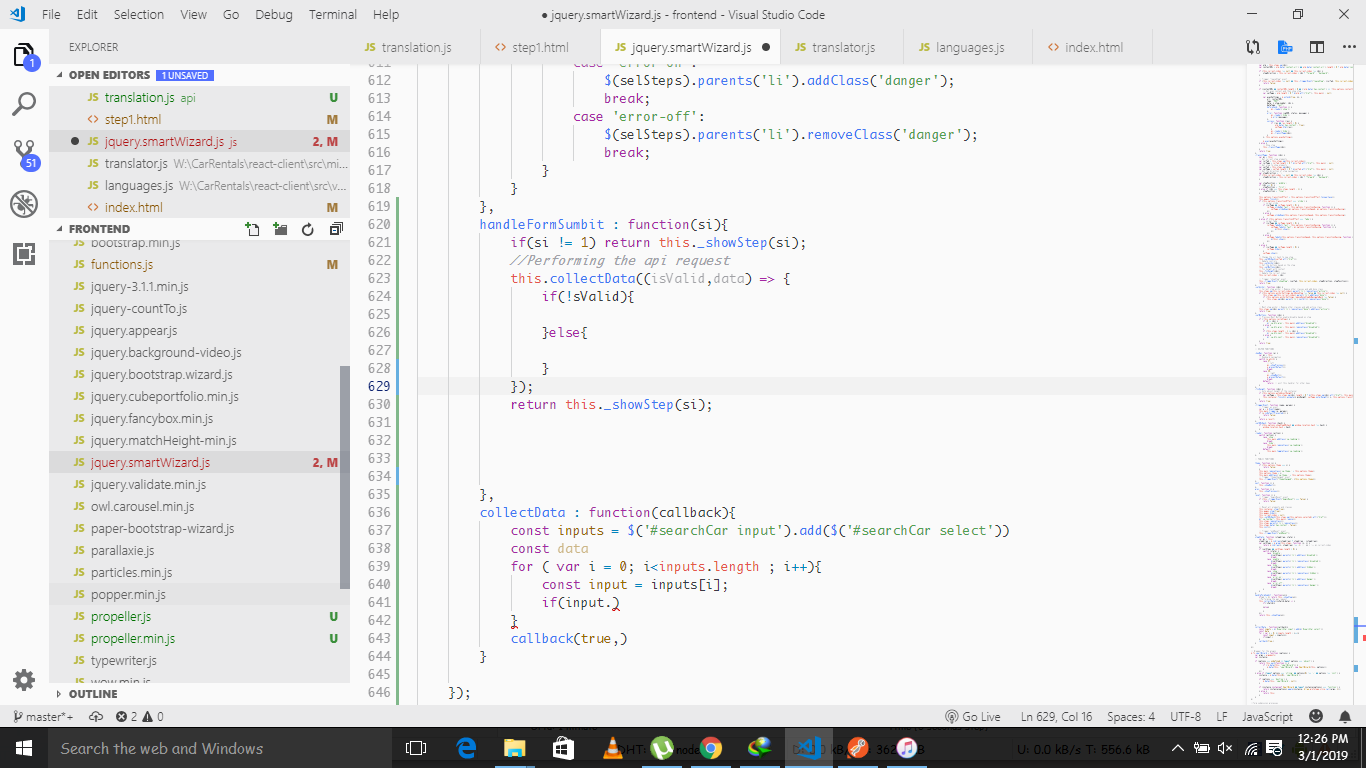 File Edit Selection View Go Debug Terminal Help
● jquery.smartWizard.js - frontend - Visual Studio Code
EXPLORER
OPEN EDITORS 1 UNSAVED
JS translation.js api U
<> step1.html M
● JS jquery.smartWizard.js js 2, M
JS translator.js W:\CarRentals\react-client\src\mi...
JS languages.js W:\CarRentals\react-client\src\v...
<> index.html M
FRONTEND
bootstrap.min.js
JS functions.js M
JS jquery-3.1.1.min.js
JS jquery-countTo.js
JS jquery.appear.js
JS jquery.background-video.js
JS jquery.bootstrap.wizard.js
JS jquery.cubeportfolio.min.js
JS jquery.fancybox.min.js
JS jquery.matchHeight-min.js
JS jquery.smartWizard.js 2, M
JS jquery.validate.min.js
JS owl.carousel.min.js
JS paper-bootstrap-wizard.js
JS parallaxie.js
JS particles.min.js
JS popper.min.js
JS propeller.js U
JS propeller.min.js U
JS typewriter.js
JS wow.min.js
OUTLINE
1
51
JS translation.js
<> step1.html
JS jquery.smartWizard.js ●
JS translator.js
JS languages.js
<> index.html
611 case 'error-on':
612 $(selSteps).parents('li').addClass('danger');
613 break;
614 case 'error-off':
615 $(selSteps).parents('li').removeClass('danger');
616 break;
617 }
618 }
619 },
620 handleFormSumbit : function(si){
621 if(si != 1) return this._showStep(si);
622 //Performing the api request
623 this.collectData((isValid,data) => {
624 if(!sValid){
625
626 }else{
627
628 }
629 });
630 return this._showStep(si);
631
632
633
634
635 },
636 collectData : function(callback){
637 const inputs = $('#searchCar input').add($('#searchCar select'))
638 const data
639 for ( var i = 0; i<inputs.length ; i++){
640 const input = inputs[i];
641 if(input.)
642 }
643 callback(true,)
644 }
645
646 });
master*+ 2 0
Go Live Ln 629, Col 16 Spaces: 4 UTF-8 LF JavaScript
Search the web and Windows
U: 0.0 kB/s T: 556.6 kB
12:26 PM
3/1/2019